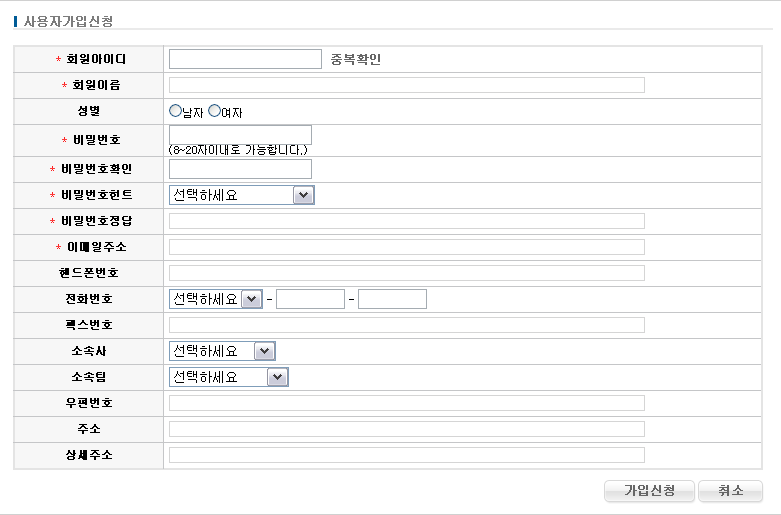 사용자가입신청
* 회원아이디 중복확인
* 회원이름
성별 남자 여자
* 비밀번호
(8~20자이내로 가능합니다.)
* 비밀번호확인
* 비밀번호힌트 선택하세요
* 비밀번호정답
* 이메일주소
핸드폰번호
전화번호 선택하세요 - -
팩스번호
소속사 선택하세요
소속팀 선택하세요
우편번호
주소
상세주소
가입신청 취소